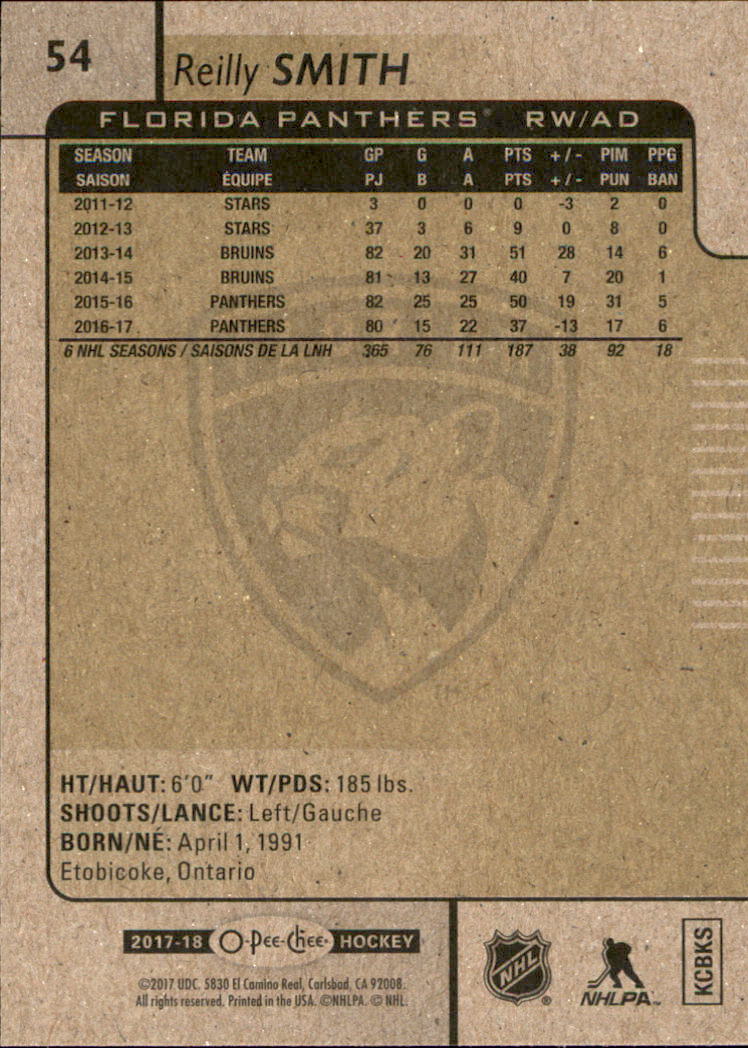 54
Reilly SMITH
FLORIDA PANTHERS® RW/AD
SEASON TEAM GP G A PTS +/- PIM PPG
SAISON ÉQUIPE PJ B A PTS +/- PUN BAN
2011-12 STARS 3 0 0 0 -3 2 0
2012-13 STARS 37 3 6 9 0 8 0
2013-14 BRUINS 82 20 31 51 28 14 6
2014-15 BRUINS 81 13 27 40 7 20 1
2015-16 PANTHERS 82 25 25 50 19 31 5
2016-17 PANTHERS 80 15 22 37 -13 17 6
6 NHL SEASONS / SAISONS DE LA LNH 365 76 111 187 38 92 18
TM
HT/HAUT: 6'0" WT/PDS: 185 lbs.
SHOOTS/LANCE: Left/Gauche
BORN/NÉ: April 1, 1991
Etobicoke, Ontario
2017-18 O-Pee-Chee® HOCKEY
©2017 UDC. 5830 El Camino Real, Carlsbad, CA 92008.
All rights reserved. Printed in the USA. ©NHLPA. © NHL.
NHL ®
NHLPA™
KCBKS